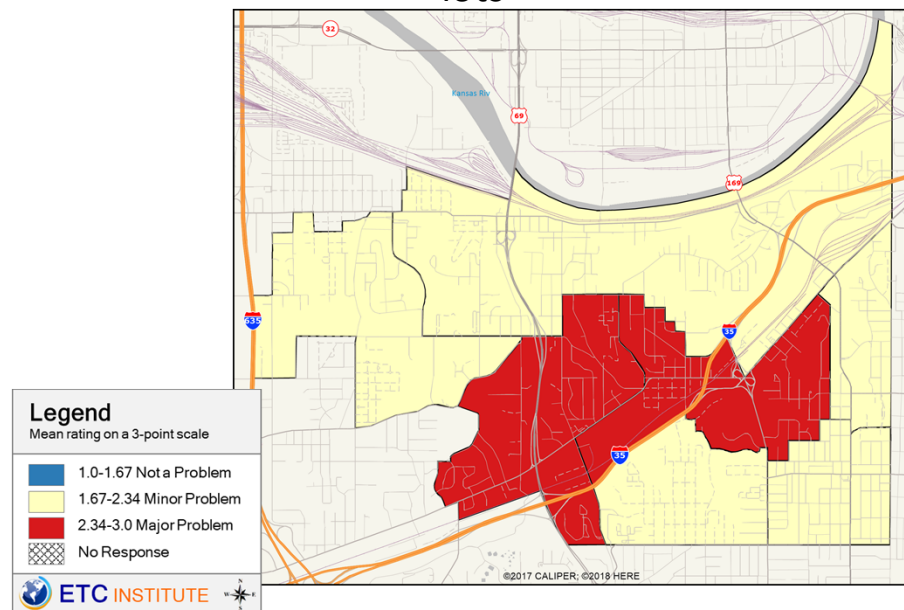 32
Kansas Riv
69
169
635
35
35
Legend
Mean rating on a 3-point scale
1.0-1.67 Not a Problem
1.67-2.34 Minor Problem
2.34-3.0 Major Problem
No Response
ETC INSTITUTE
N
W E
S
©2017 CALIPER; ©2018 HERE